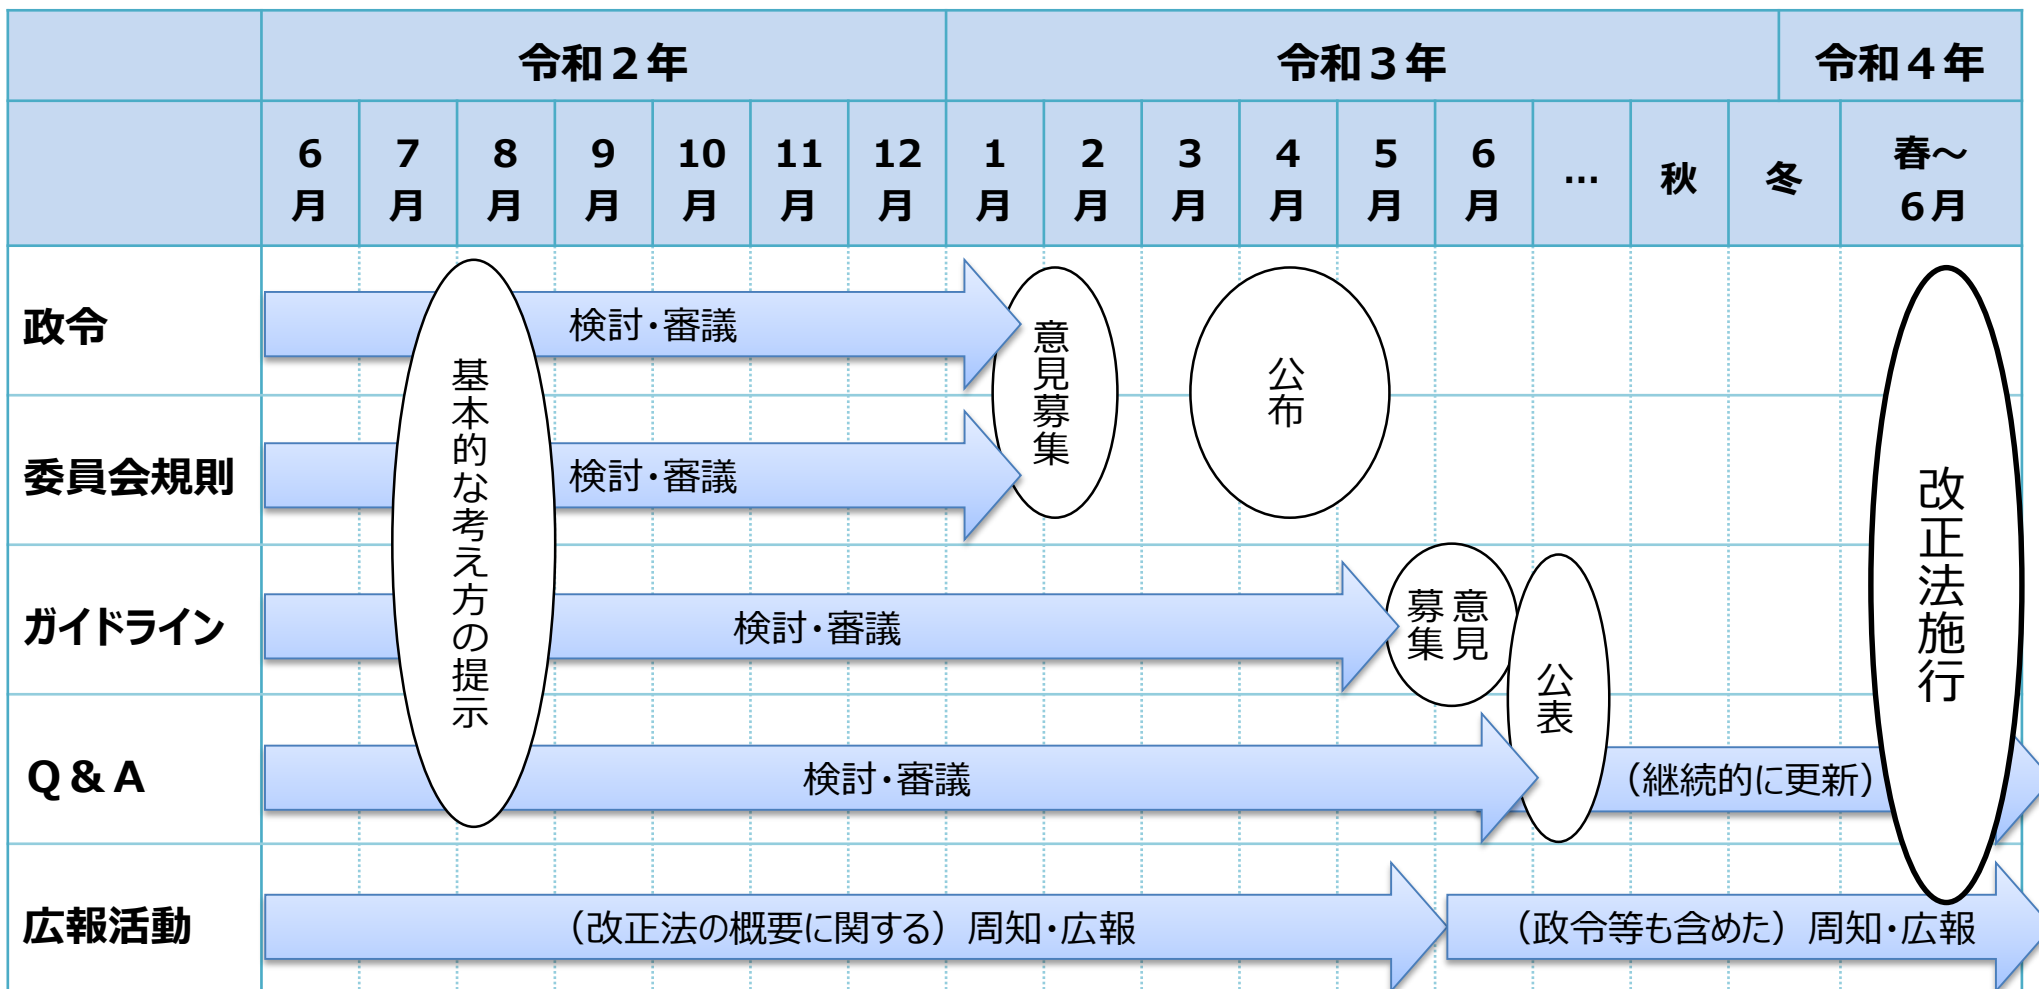 令和２年
令和３年
令和４年
6
月
7
月
8
月
9
月
10
月
11
月
12
月
1
月
2
月
3
月
4
月
5
月
6
月
…
秋
冬
春～
６月
政令
検討・審議
委員会規則
検討・審議
ガイドライン
検討・審議
Ｑ＆Ａ
検討・審議
（継続的に更新）
広報活動
（改正法の概要に関する）周知・広報
（政令等も含めた）周知・広報
基本的な考え方の提示
意見募集
公布
意見
募集
公表
改正法施行